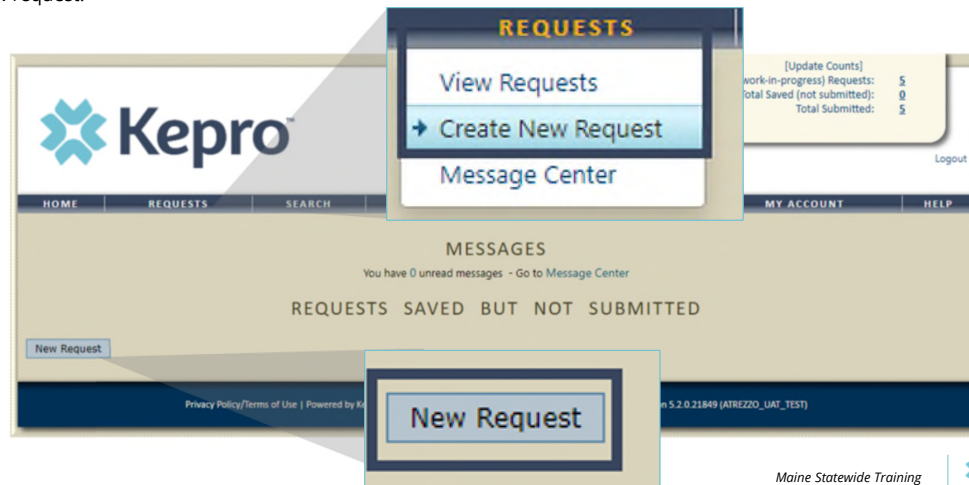 request.
REQUESTS
View Requests
Create New Request
Message Center
[Update Counts]
work-in-progress) Requests: 5
Total Saved (not submitted): 0
Total Submitted: 5
Kepro™
Logout
HOME REQUESTS SEARCH MY ACCOUNT HELP
MESSAGES
You have 0 unread messages - Go to Message Center
REQUESTS SAVED BUT NOT SUBMITTED
New Request
Privacy Policy/Terms of Use | Powered by
5.2.0.21849 (ATREZZO_UAT_TEST)
New Request
Maine Statewide Training